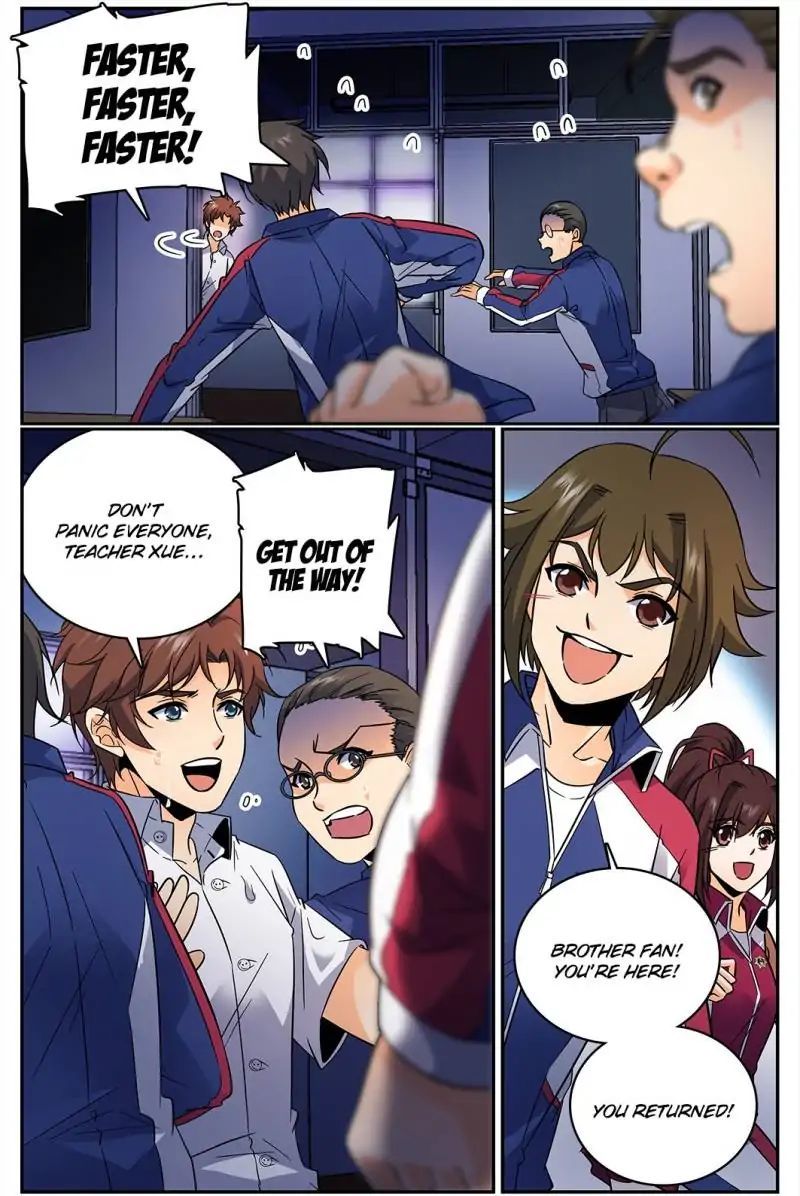 FASTER,
FASTER,
FASTER!
DON'T
PANIC EVERYONE,
TEACHER XUE...
GET OUT OF
THE WAY!
BROTHER FAN!
YOU'RE HERE!
YOU RETURNED!